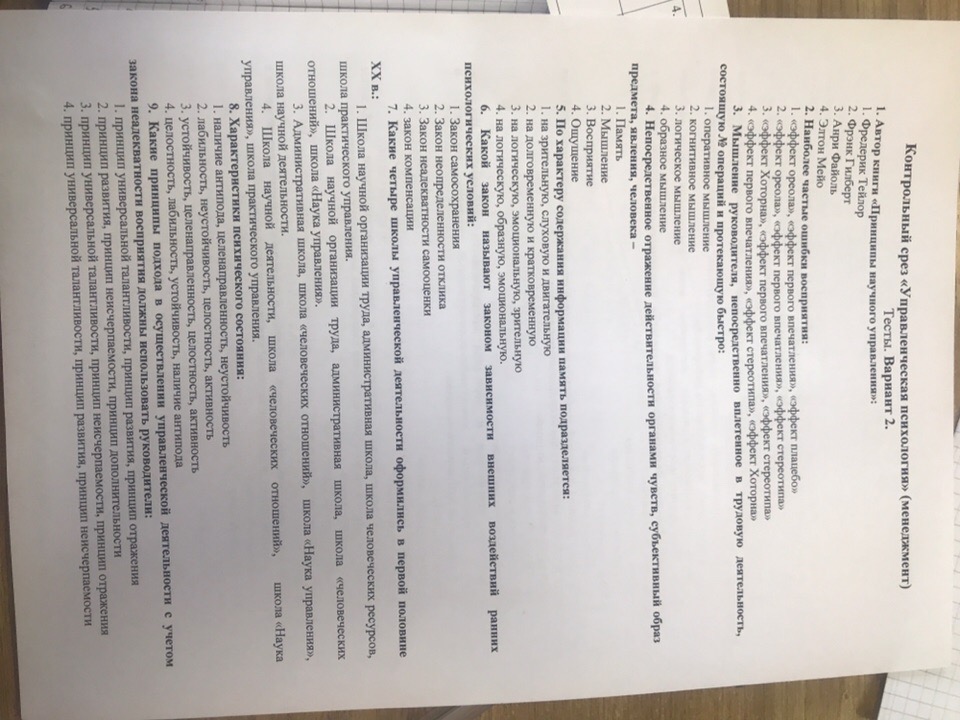 Контрольный срез «Управленческая психология» (менеджмент)
Тесты. Вариант 2.
1. Автор книги «Принципы научного управления»:
1. Фредерик Тейлор
2. Фрэнк Гилберт
3. Анри Файоль
4. Элтон Мейо
2. Наиболее частые ошибки восприятия:
1. «эффект ореола», «эффект первого впечатления», «эффект плацебо»
2. «эффект ореола», «эффект первого впечатления», «эффект стереотипа»
3. «эффект Хоторна», «эффект первого впечатления», «эффект стереотипа»
4. «эффект первого впечатления», «эффект стереотипа», «эффект Хоторна»
3. Мышление руководителя, непосредственно вплетенное в трудовую деятельность,
состоящую № операций и протекающую быстро:
1. оперативное мышление
2. когнитивное мышление
3. логическое мышление
4. образное мышление
4. Непосредственное отражение действительности органами чувств, субъективный образ
предмета, явления, человека –
1. Память
2. Мышление
3. Восприятие
4. Ощущение
5. По характеру содержания информации память подразделяется:
1. на зрительную, слуховую и двигательную
2. на долговременную и кратковременную
3. на логическую, эмоциональную, зрительную
4. на логическую, образную, эмоциональную.
6. Какой закон называют законом зависимости внешних воздействий ранних
психологических условий:
1. Закон самосохранения
2. Закон неопределенности отклика
3. Закон неадекватности самооценки
4. закон компенсации
7. Какие четыре школы управленческой деятельности оформились в первой половине
XX в.:
1. Школа научной организации труда, административная школа, школа человеческих ресурсов,
школа практического управления.
2. Школа научной организации труда, административная школа, школа «человеческих
отношений», школа «Наука управления».
3. Административная школа, школа «человеческих отношений», школа «Наука управления»,
школа научной деятельности.
4. Школа научной деятельности, школа «человеческих отношений», школа «Наука
управления», школа практического управления.
8. Характеристики психического состояния:
1. наличие антипода, целенаправленность, неустойчивость
2. лабильность, неустойчивость, целостность, активность
3. устойчивость, целенаправленность, целостность, активность
4. целостность, лабильность, устойчивость, наличие антипода
9. Какие принципы подхода в осуществлении управленческой деятельности с учетом
закона неадекватности восприятия должны использовать руководители:
1. принцип универсальной талантливости, принцип развития, принцип отражения
2. принцип развития, принцип неисчерпаемости, принцип дополнительности
3. принцип универсальной талантливости, принцип неисчерпаемости, принцип отражения
4. принцип универсальной талантливости, принцип развития, принцип неисчерпаемости
4.
6